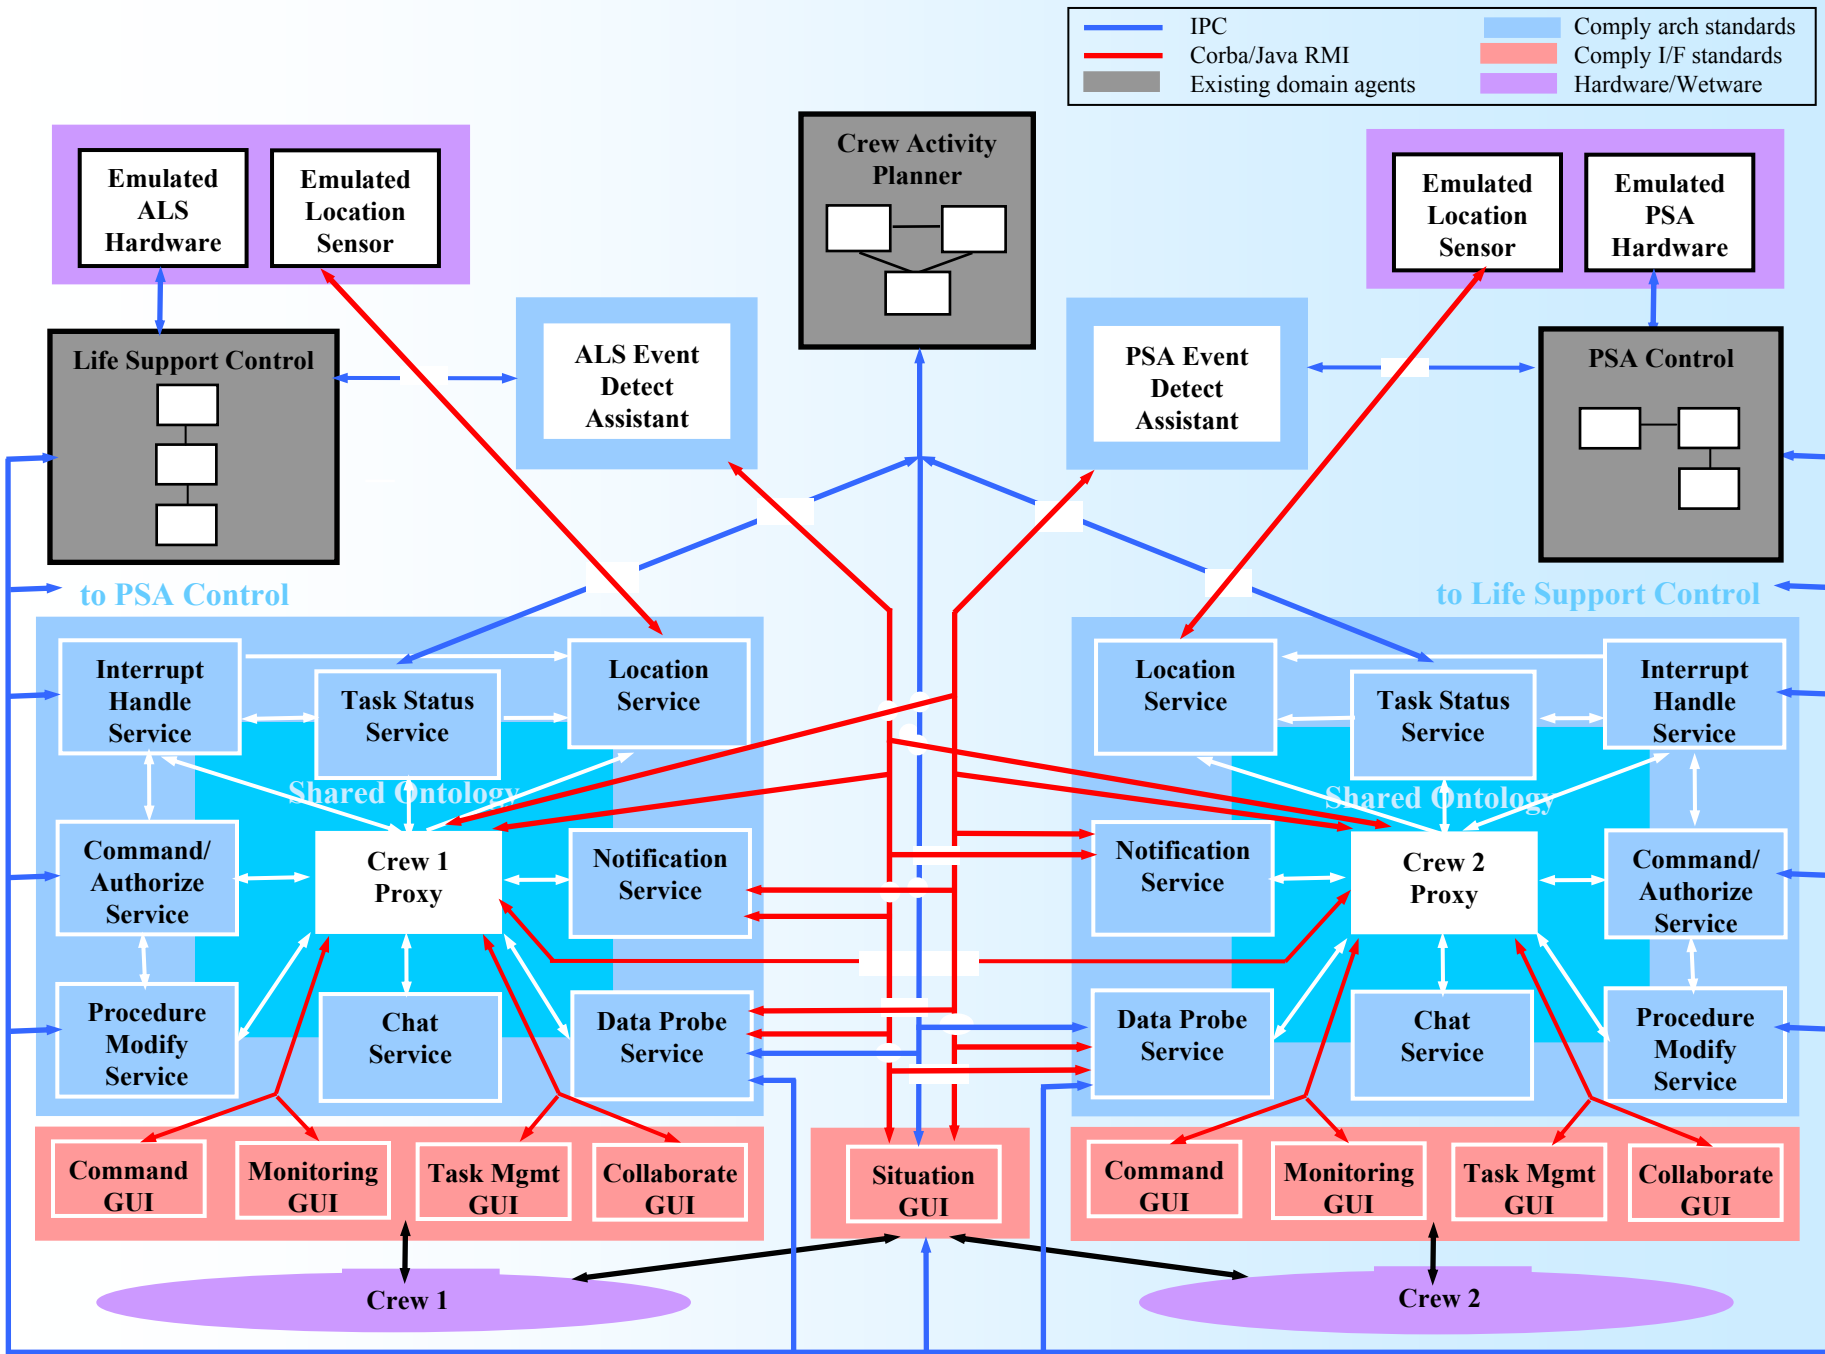 IPC
Corba/Java RMI
Existing domain agents
Comply arch standards
Comply I/F standards
Hardware/Wetware
Emulated
ALS
Hardware
Emulated
Location
Sensor
Crew Activity
Planner
Emulated
Location
Sensor
Emulated
PSA
Hardware
Life Support Control
ALS Event
Detect
Assistant
PSA Event
Detect
Assistant
PSA Control
to PSA Control
to Life Support Control
Interrupt
Handle
Service
Task Status
Service
Location
Service
Shared Ontology
Command/
Authorize
Service
Crew 1
Proxy
Notification
Service
Procedure
Modify
Service
Chat
Service
Data Probe
Service
Location
Service
Task Status
Service
Interrupt
Handle
Service
Shared Ontology
Notification
Service
Crew 2
Proxy
Command/
Authorize
Service
Data Probe
Service
Chat
Service
Procedure
Modify
Service
Command
GUI
Monitoring
GUI
Task Mgmt
GUI
Collaborate
GUI
Situation
GUI
Command
GUI
Monitoring
GUI
Task Mgmt
GUI
Collaborate
GUI
Crew 1
Crew 2